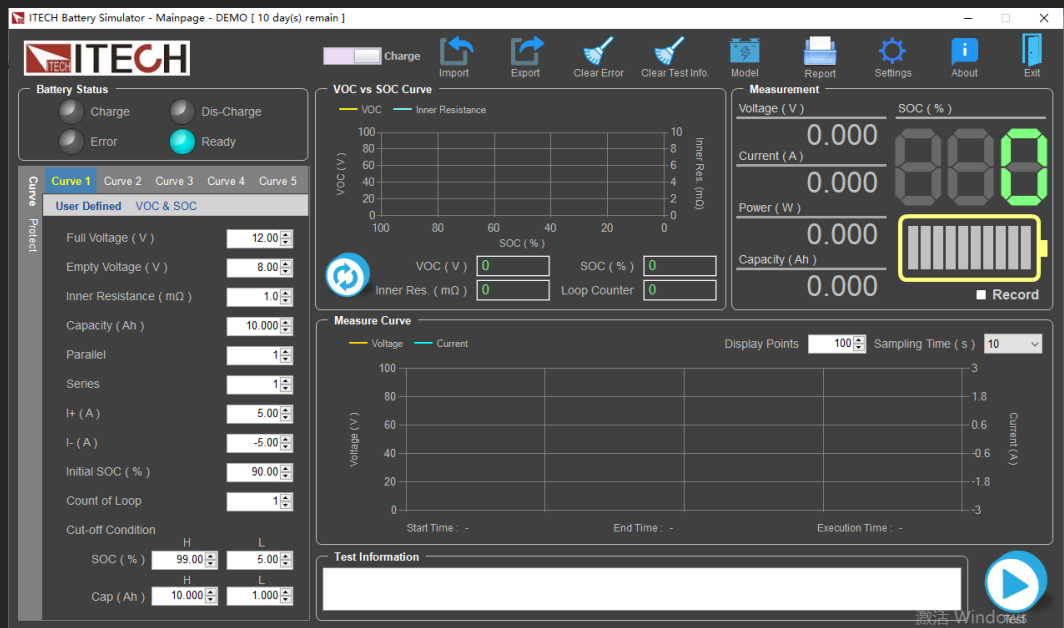 ITECH Battery Simulator - Mainpage - DEMO [ 10 day(s) remain ]
ITECH ITECH
Charge
Import
Export
Clear Error
Clear Test Info.
Model
Report
Settings
About
Exit
Battery Status
Charge
Dis-Charge
Error
Ready
Curve
Protect
Curve 1 Curve 2 Curve 3 Curve 4 Curve 5
User Defined VOC & SOC
Full Voltage ( V ) 12.00
Empty Voltage ( V ) 8.00
Inner Resistance ( mΩ ) 1.0
Capacity ( Ah ) 10.000
Parallel 1
Series 1
I+ ( A ) 5.00
I- ( A ) -5.00
Initial SOC ( % ) 90.00
Count of Loop 1
Cut-off Condition
H L
SOC ( % ) 99.00 5.00
H L
Cap ( Ah ) 10.000 1.000
VOC vs SOC Curve
VOC Inner Resistance
VOC ( V )
100
80
60
40
20
0
10
8
6
4
2
0
Inner Res. (mΩ)
100 80 60 40 20 0
SOC ( % )
VOC ( V ) 0 SOC ( % ) 0
Inner Res. ( mΩ ) 0 Loop Counter 0
Measurement
Voltage ( V )
0.000
Current ( A )
0.000
Power ( W )
0.000
Capacity ( Ah )
0.000
SOC ( % )
0
Record
Measure Curve
Voltage Current
Display Points 100 Sampling Time ( s ) 10
Voltage ( V )
100
80
60
40
20
0
3
1.8
0.6
-0.6
-1.8
-3
Current ( A )
Start Time : - End Time : - Execution Time : -
Test Information
Test
激活 Windows